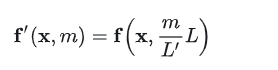 f′(x, m) = f(x, m/L′ L)